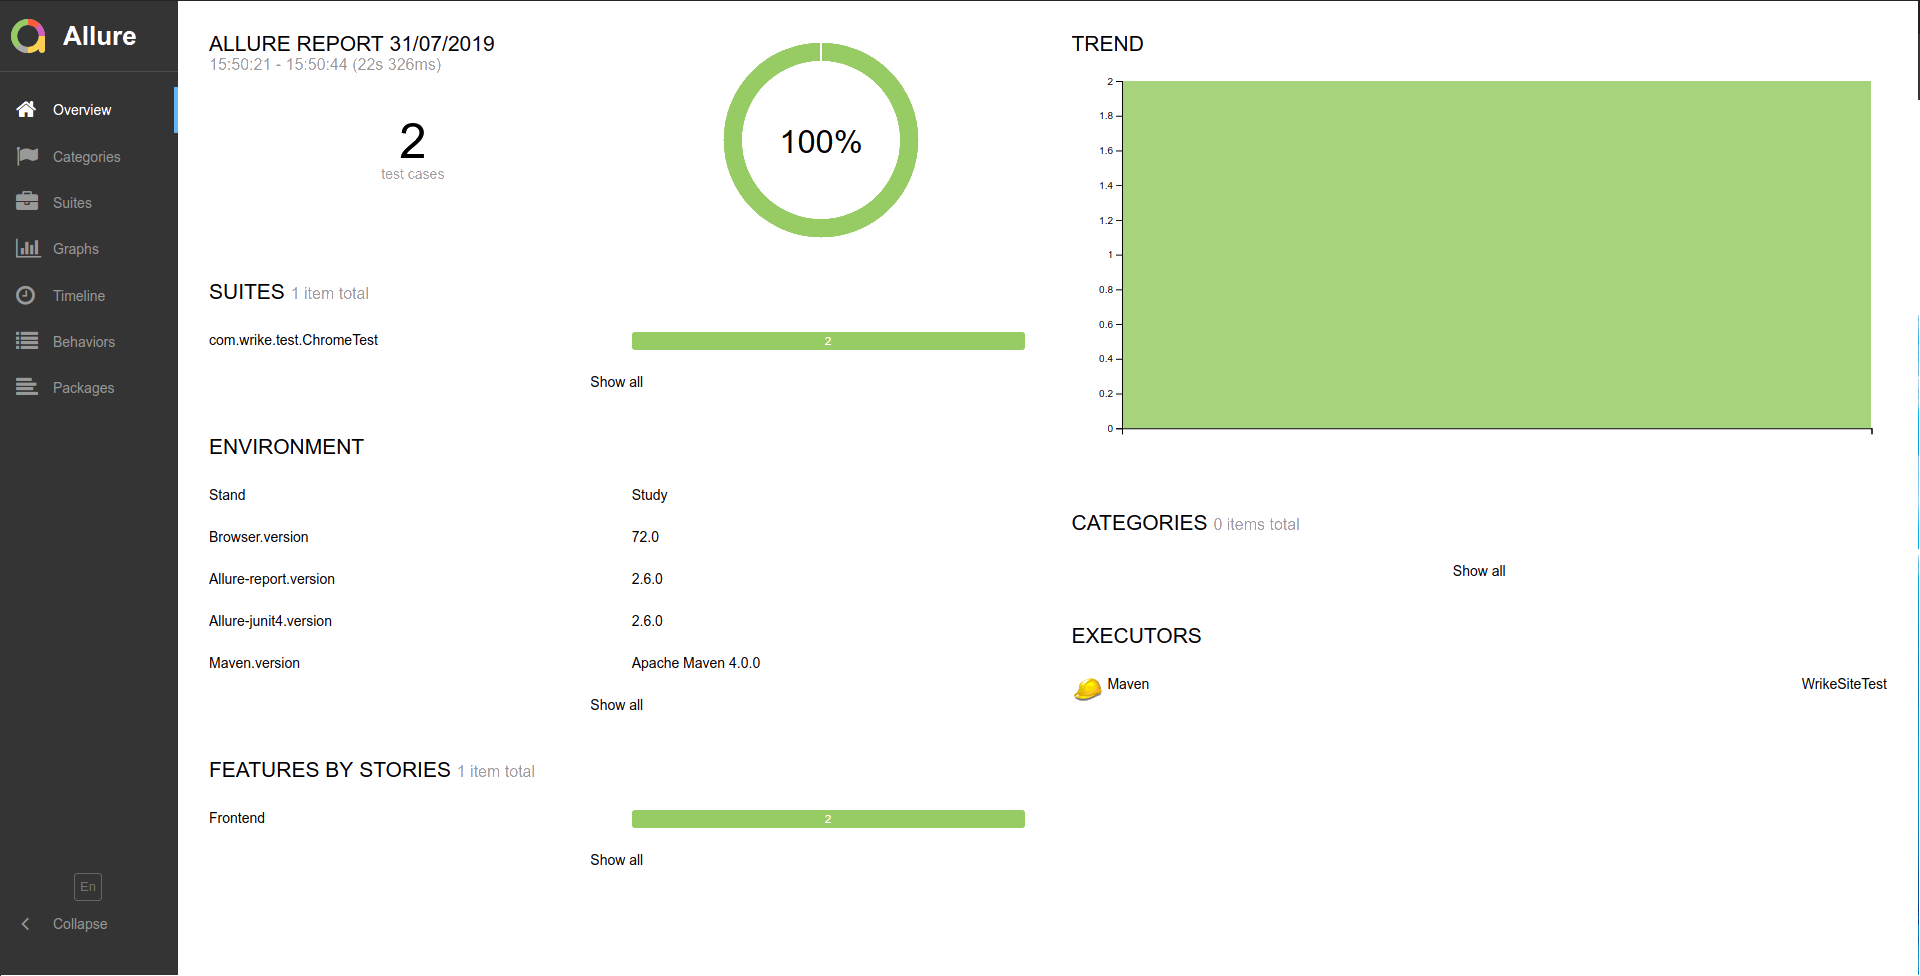 Allure
Overview
Categories
Suites
Graphs
Timeline
Behaviors
Packages
En
Collapse
ALLURE REPORT 31/07/2019
15:50:21 - 15:50:44 (22s 326ms)
2
test cases
100%
SUITES 1 item total
com.wrike.test.ChromeTest 2
Show all
ENVIRONMENT
Stand Study
Browser.version 72.0
Allure-report.version 2.6.0
Allure-junit4.version 2.6.0
Maven.version Apache Maven 4.0.0
Show all
FEATURES BY STORIES 1 item total
Frontend 2
Show all
TREND
2
1.8
1.6
1.4
1.2
1
0.8
0.6
0.4
0.2
0
CATEGORIES 0 items total
Show all
EXECUTORS
Maven WrikeSiteTest